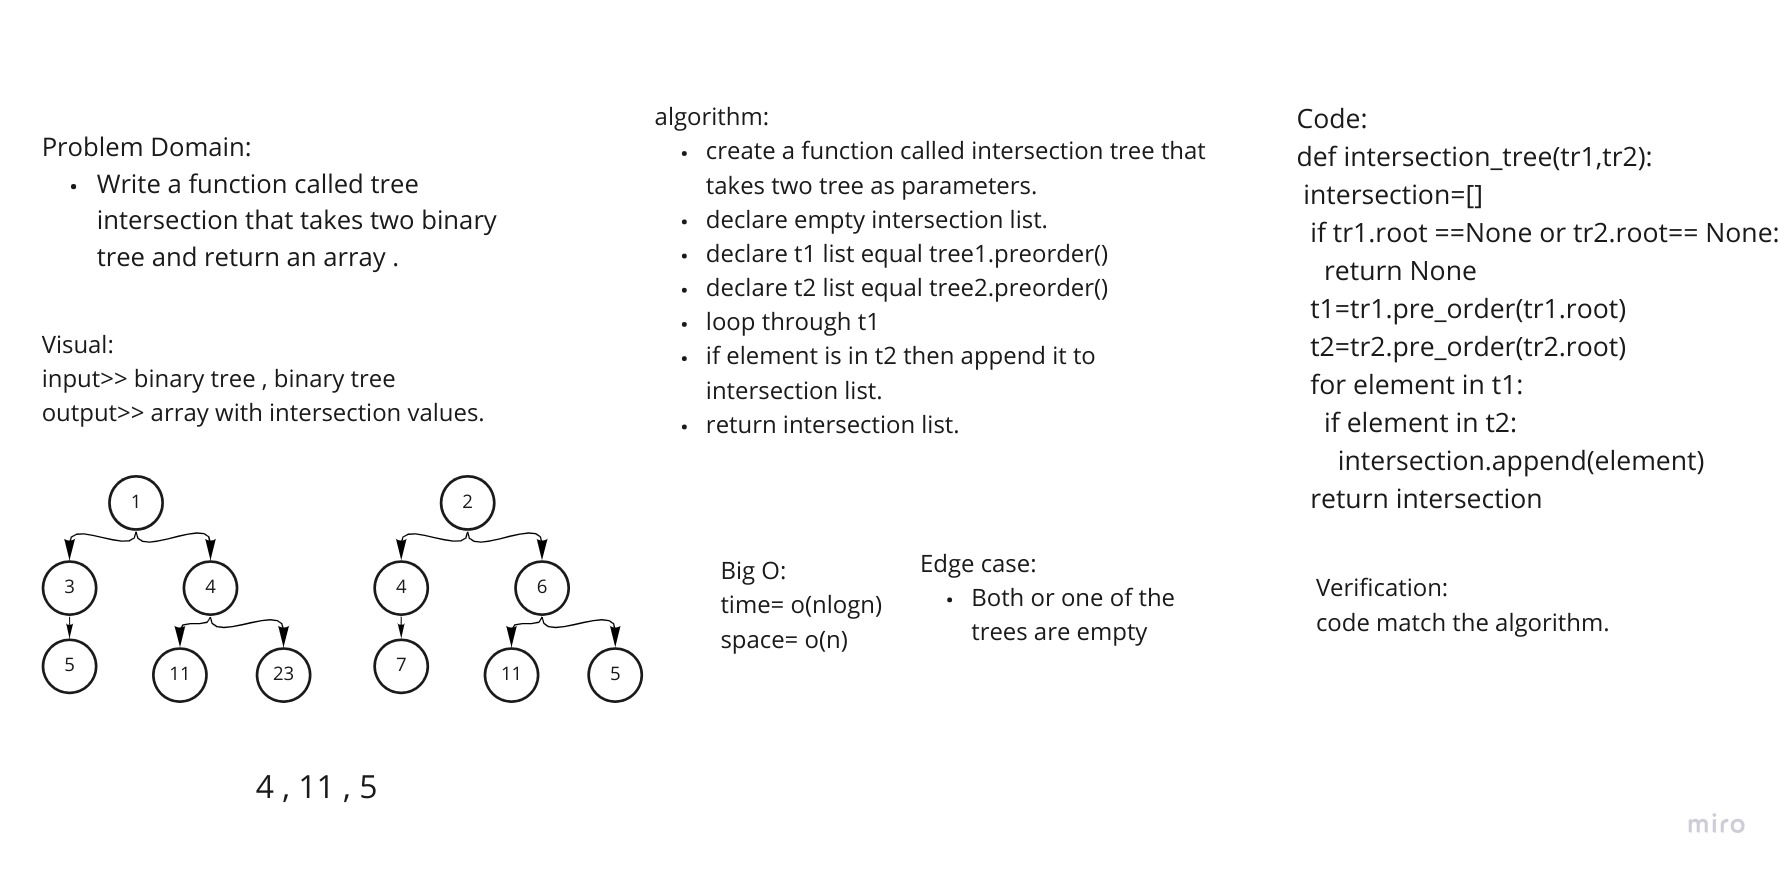 Problem Domain:
• Write a function called tree
intersection that takes two binary
tree and return an array .
Visual:
input>> binary tree , binary tree
output>> array with intersection values.
1
3
4
5
11
23
2
4
6
7
11
5
4 , 11 , 5
algorithm:
• create a function called intersection tree that
takes two tree as parameters.
• declare empty intersection list.
• declare t1 list equal tree1.preorder()
• declare t2 list equal tree2.preorder()
• loop through t1
• if element is in t2 then append it to
intersection list.
• return intersection list.
Big O:
time= o(nlogn)
space= o(n)
Edge case:
• Both or one of the
trees are empty
Code:
def intersection_tree(tr1,tr2):
intersection=[]
if tr1.root ==None or tr2.root== None:
return None
t1=tr1.pre_order(tr1.root)
t2=tr2.pre_order(tr2.root)
for element in t1:
if element in t2:
intersection.append(element)
return intersection
Verification:
code match the algorithm.
miro